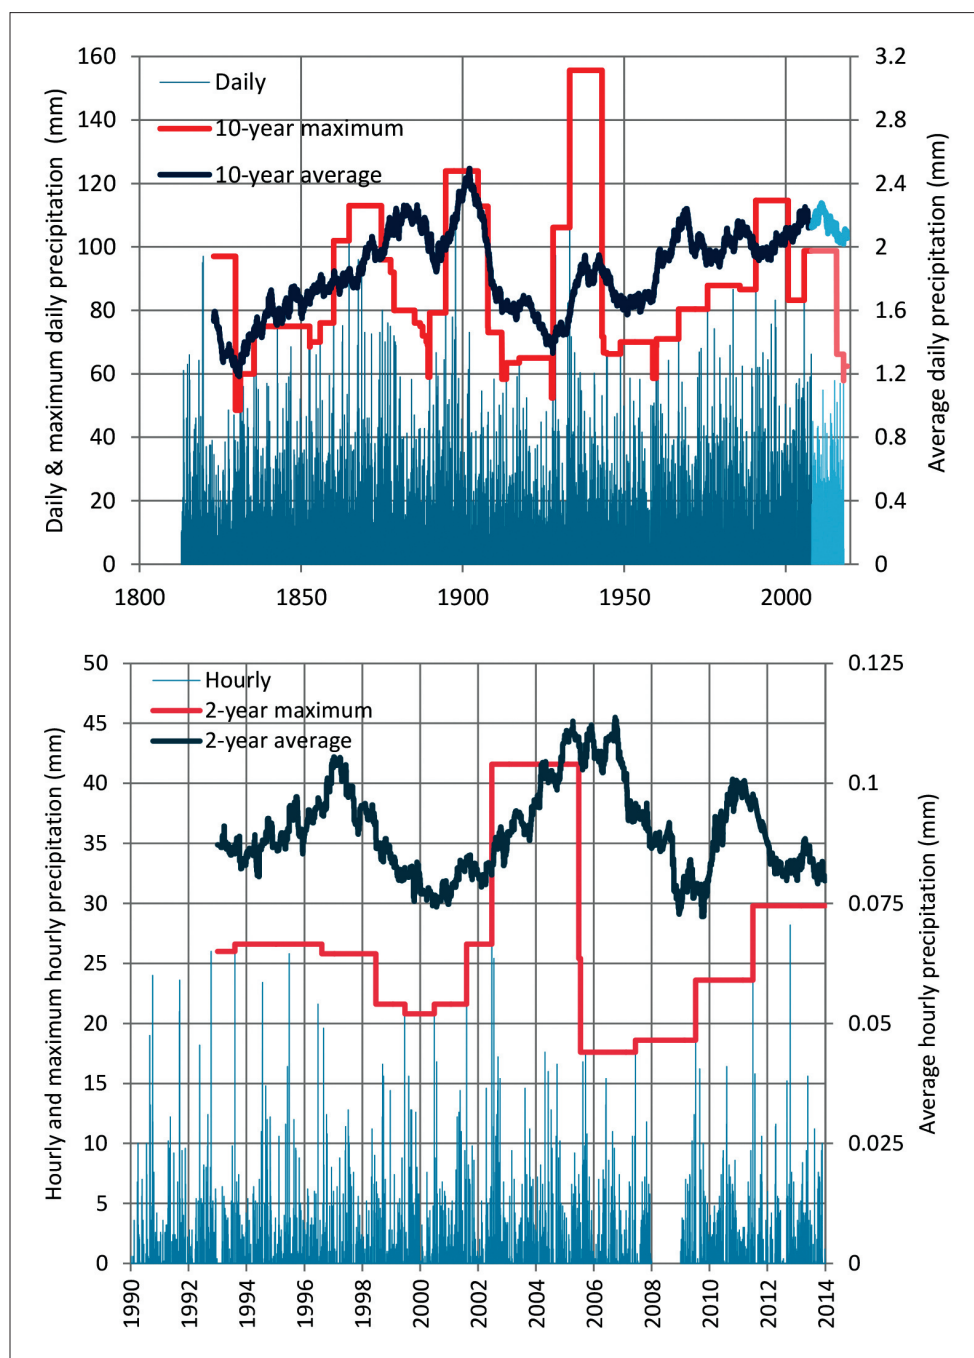 160
140
120
100
80
60
40
20
0
3.2
2.8
2.4
2
1.6
1.2
0.8
0.4
0
Daily & maximum daily precipitation (mm)
Average daily precipitation (mm)
Daily
10-year maximum
10-year average
1800 1850 1900 1950 2000
50
45
40
35
30
25
20
15
10
5
0
0.125
0.1
0.075
0.05
0.025
0
Hourly and maximum hourly precipitation (mm)
Average hourly precipitation (mm)
Hourly
2-year maximum
2-year average
1990 1992 1994 1996 1998 2000 2002 2004 2006 2008 2010 2012 2014